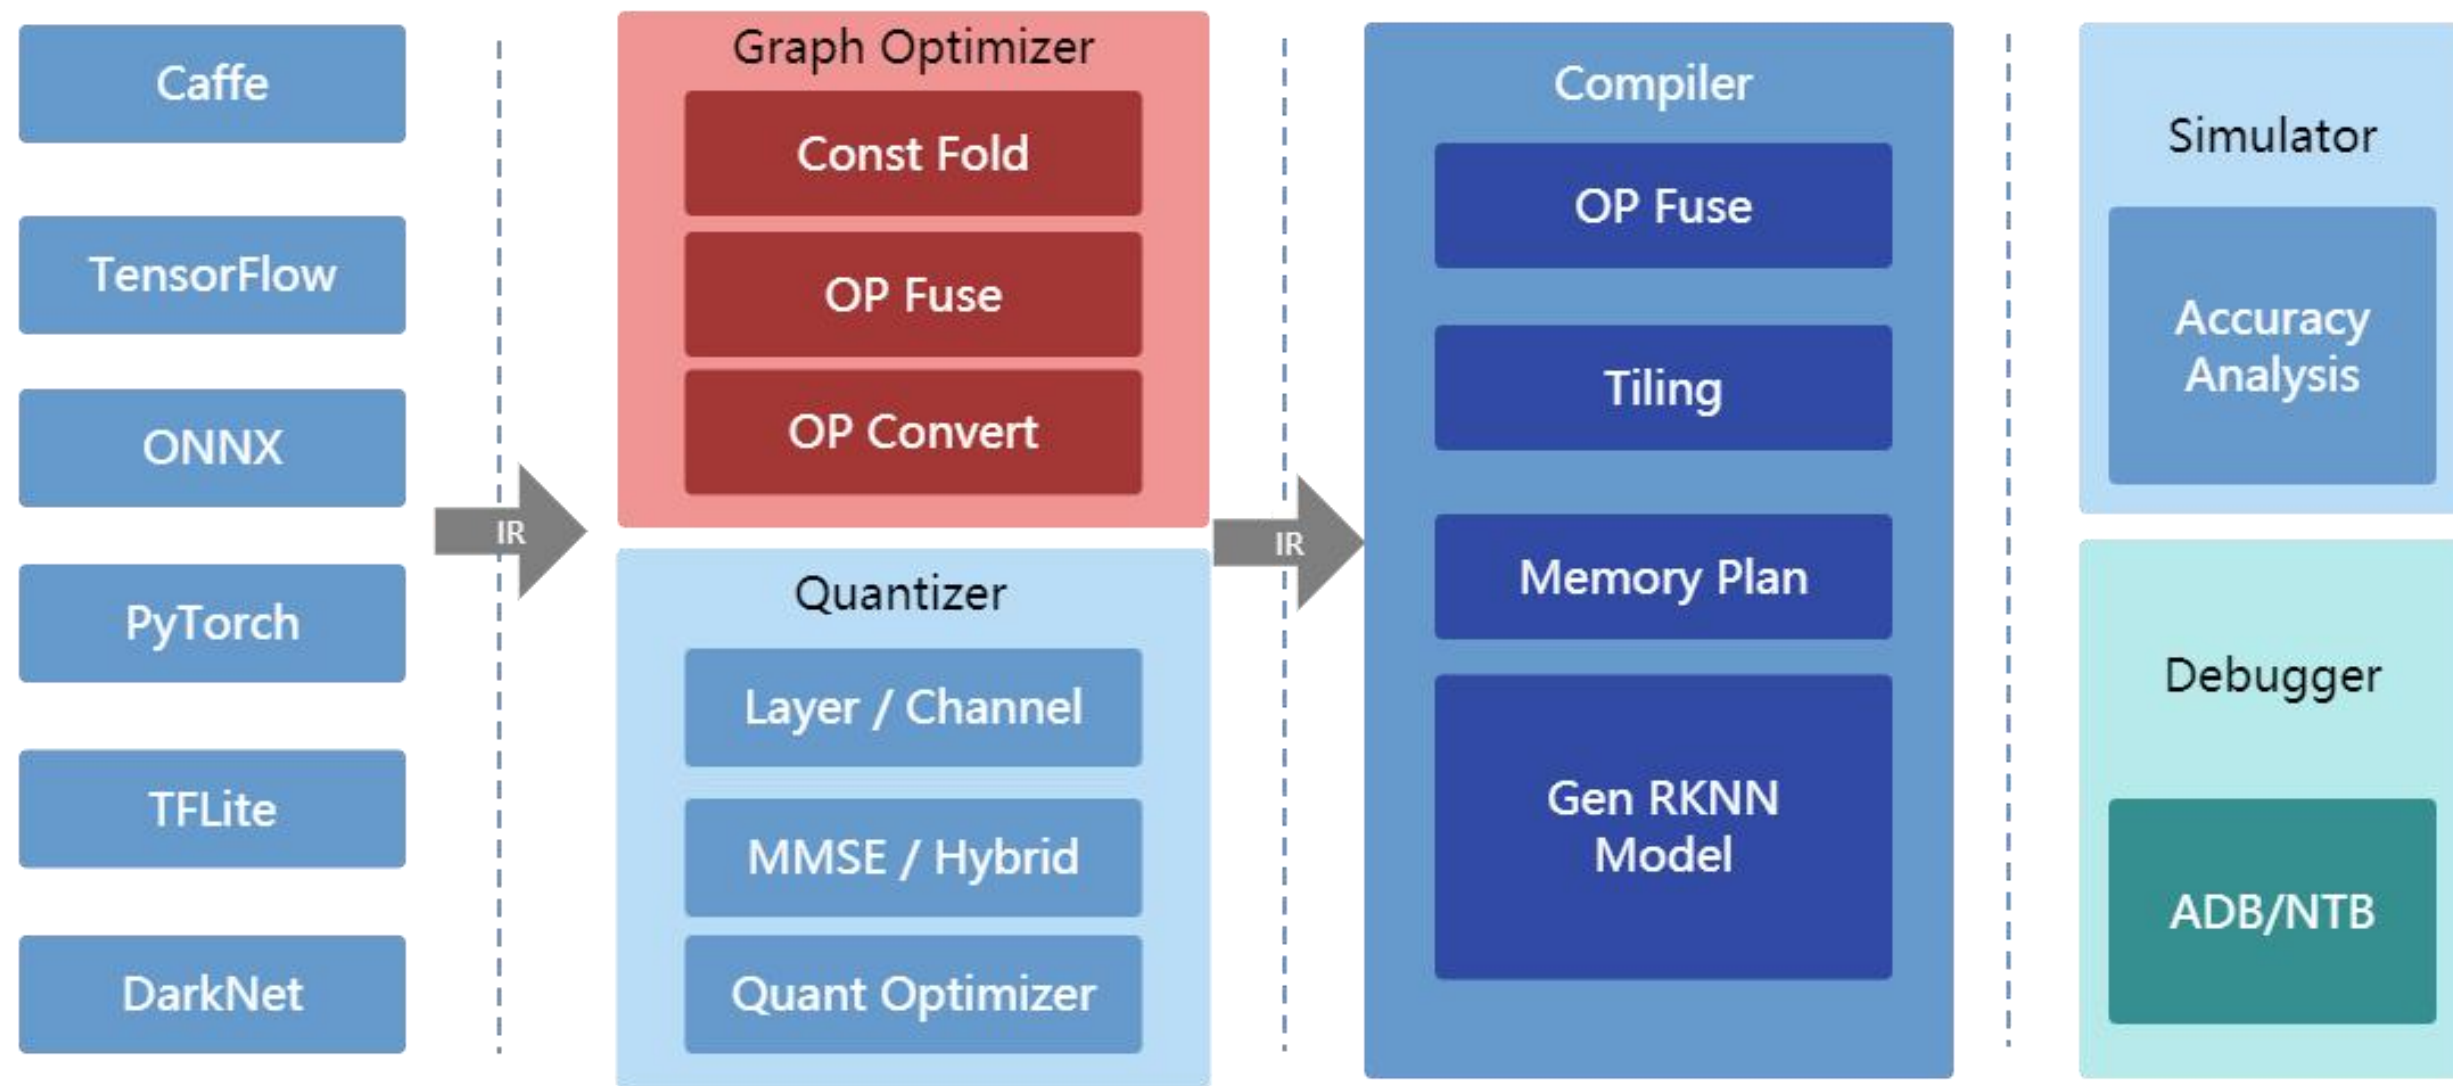 Caffe
TensorFlow
ONNX
PyTorch
TFLite
DarkNet
IR
Graph Optimizer
Const Fold
OP Fuse
OP Convert
Quantizer
Layer / Channel
MMSE / Hybrid
Quant Optimizer
IR
Compiler
OP Fuse
Tiling
Memory Plan
Gen RKNN
Model
Simulator
Accuracy
Analysis
Debugger
ADB/NTB